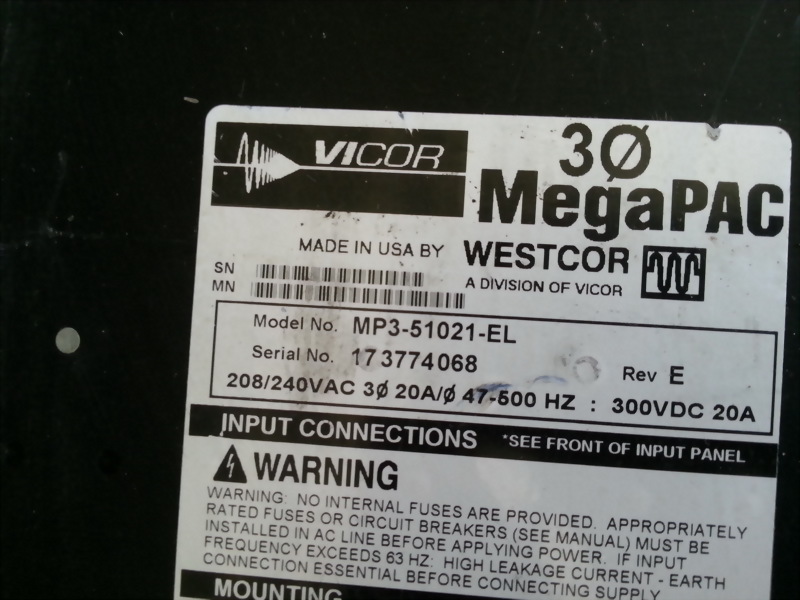 VICOR
3Ø
MegaPAC
MADE IN USA BY WESTCOR
A DIVISION OF VICOR
SN
MN
Model No. MP3-51021-EL
Serial No. 173774068
Rev E
208/240VAC 3ø 20A/ø 47-500 HZ : 300VDC 20A
INPUT CONNECTIONS *SEE FRONT OF INPUT PANEL
WARNING
WARNING: NO INTERNAL FUSES ARE PROVIDED. APPROPRIATELY
RATED FUSES OR CIRCUIT BREAKERS (SEE MANUAL) MUST BE
INSTALLED IN AC LINE BEFORE APPLYING POWER. IF INPUT
FREQUENCY EXCEEDS 63 HZ: HIGH LEAKAGE CURRENT - EARTH
CONNECTION ESSENTIAL BEFORE CONNECTING SUPPLY
MOUNTING